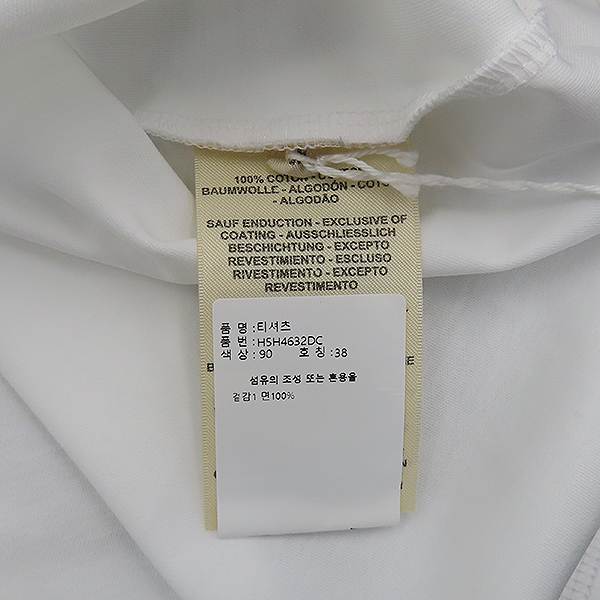 100% COTON -
BAUMWOLLE - ALGODÓN - COTO
- ALGODÃO
SAUF ENDUCTION - EXCLUSIVE OF
COATING - AUSSCHLIESSLICH
BESCHICHTUNG - EXCEPTO
REVESTIMIENTO - ESCLUSO
RIVESTIMENTO - EXCEPTO
REVESTIMENTO
품 명 : 티셔츠
품 번 : H5H4632DC
색 상 : 90 호 칭 : 38
섬유의 조성 또는 혼용율
겉감1 면100%